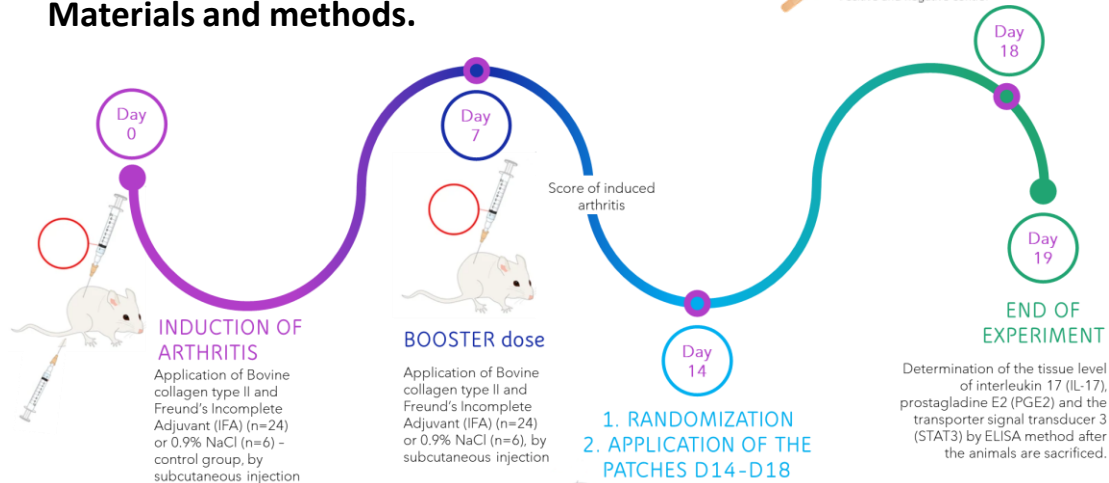 Materials and methods.
Day
0
INDUCTION OF
ARTHRITIS
Application of Bovine
collagen type II and
Freund's Incomplete
Adjuvant (IFA) (n=24)
or 0.9% NaCl (n=6) –
control group, by
subcutaneous injection
Day
7
BOOSTER dose
Application of Bovine
collagen type II and
Freund's Incomplete
Adjuvant (IFA) (n=24)
or 0.9% NaCl (n=6), by
subcutaneous injection
Score of induced
arthritis
Day
14
1. RANDOMIZATION
2. APPLICATION OF THE
PATCHES D14-D18
Day
18
Day
19
END OF
EXPERIMENT
Determination of the tissue level
of interleukin 17 (IL-17),
prostagladine E2 (PGE2) and the
transporter signal transducer 3
(STAT3) by ELISA method after
the animals are sacrificed.